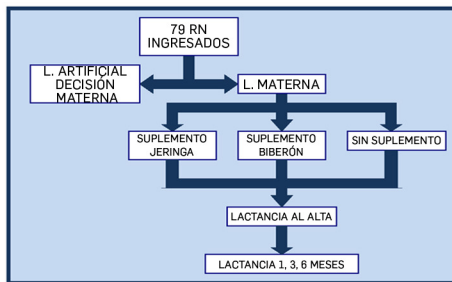 79 RN
INGRESADOS
L. ARTIFICIAL
DECISIÓN
MATERNA
L. MATERNA
SUPLEMENTO
JERINGA
SUPLEMENTO
BIBERÓN
SIN SUPLEMENTO
LACTANCIA AL ALTA
LACTANCIA 1, 3, 6 MESES